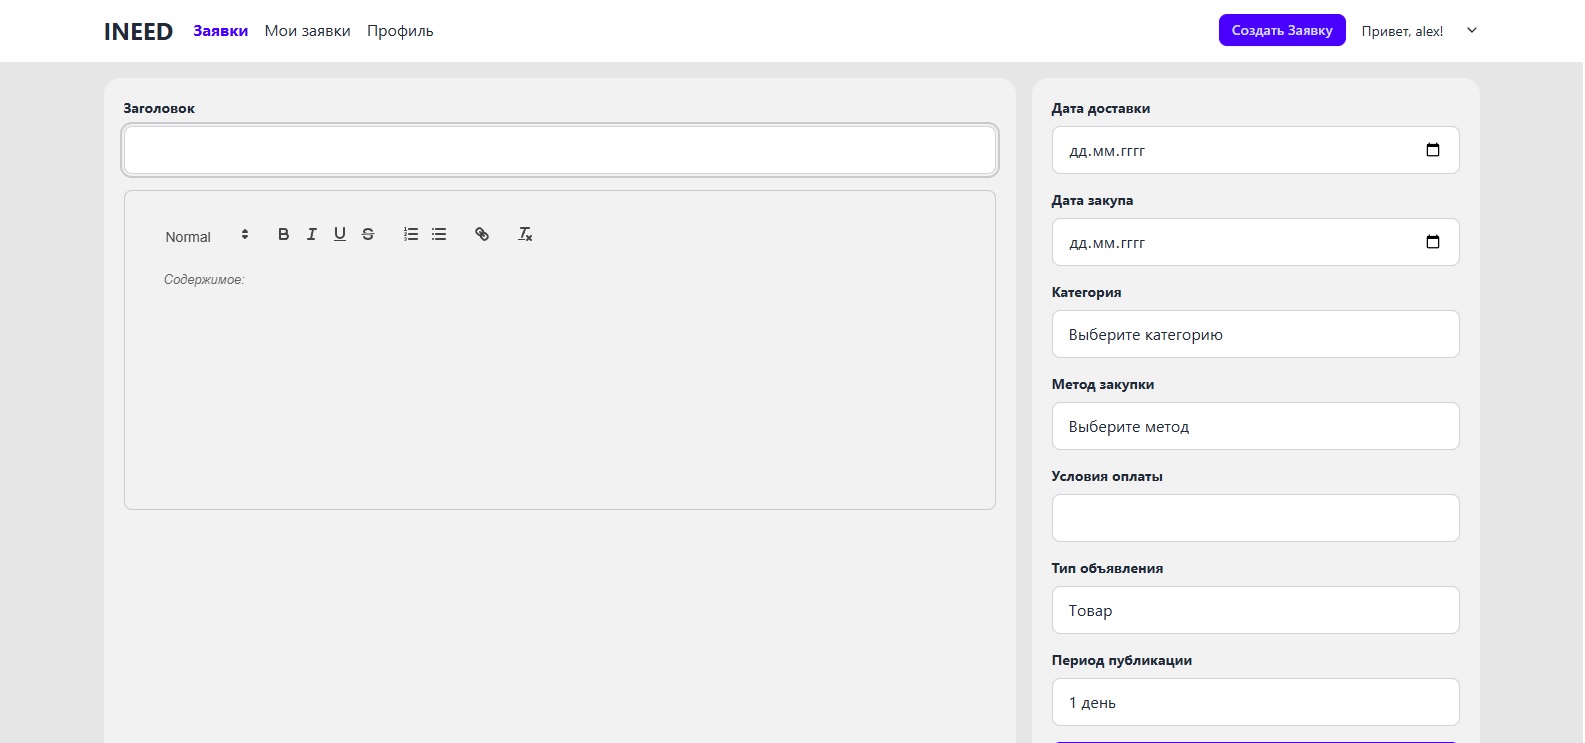 INEED Заявки Мои заявки Профиль Создать Заявку Привет, alex!
Заголовок
Normal
Содержимое:
Дата доставки
дд.мм.гггг
Дата закупа
дд.мм.гггг
Категория
Выберите категорию
Метод закупки
Выберите метод
Условия оплаты
Тип объявления
Товар
Период публикации
1 день